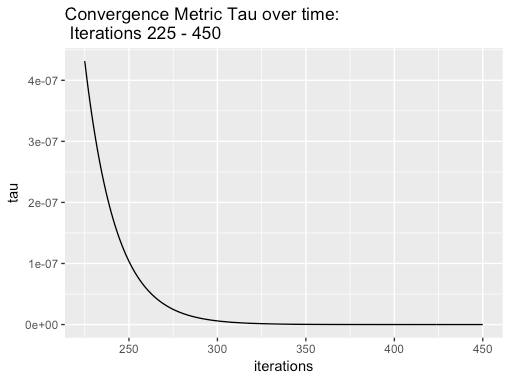 Convergence Metric Tau over time:
Iterations 225 - 450
4e-07
3e-07
2e-07
1e-07
0e+00
tau
250
300
350
400
450
iterations